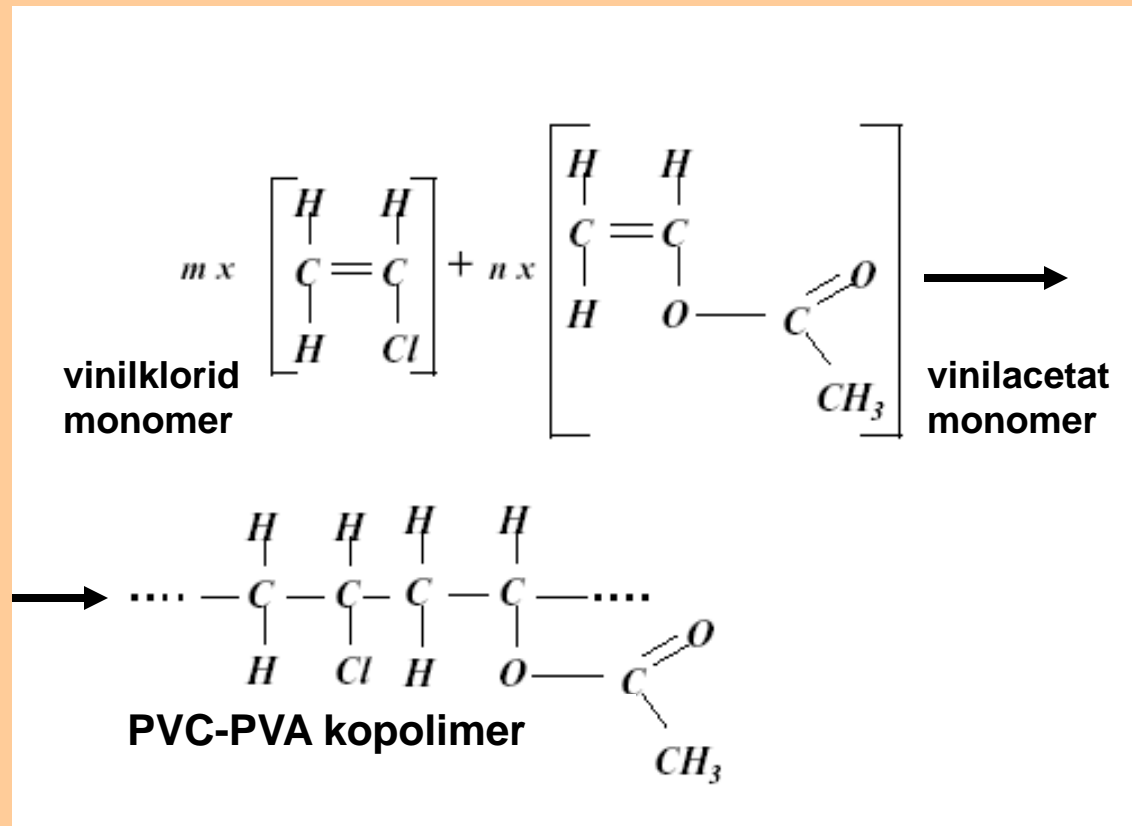 H H
H H
m x C = C + n x C = C O
H Cl H O — C
vinilklorid vinilacetat
monomer CH₃ monomer
H H H H
···· — C — C — C — C — ····
H Cl H O — C O
PVC-PVA kopolimer
CH₃